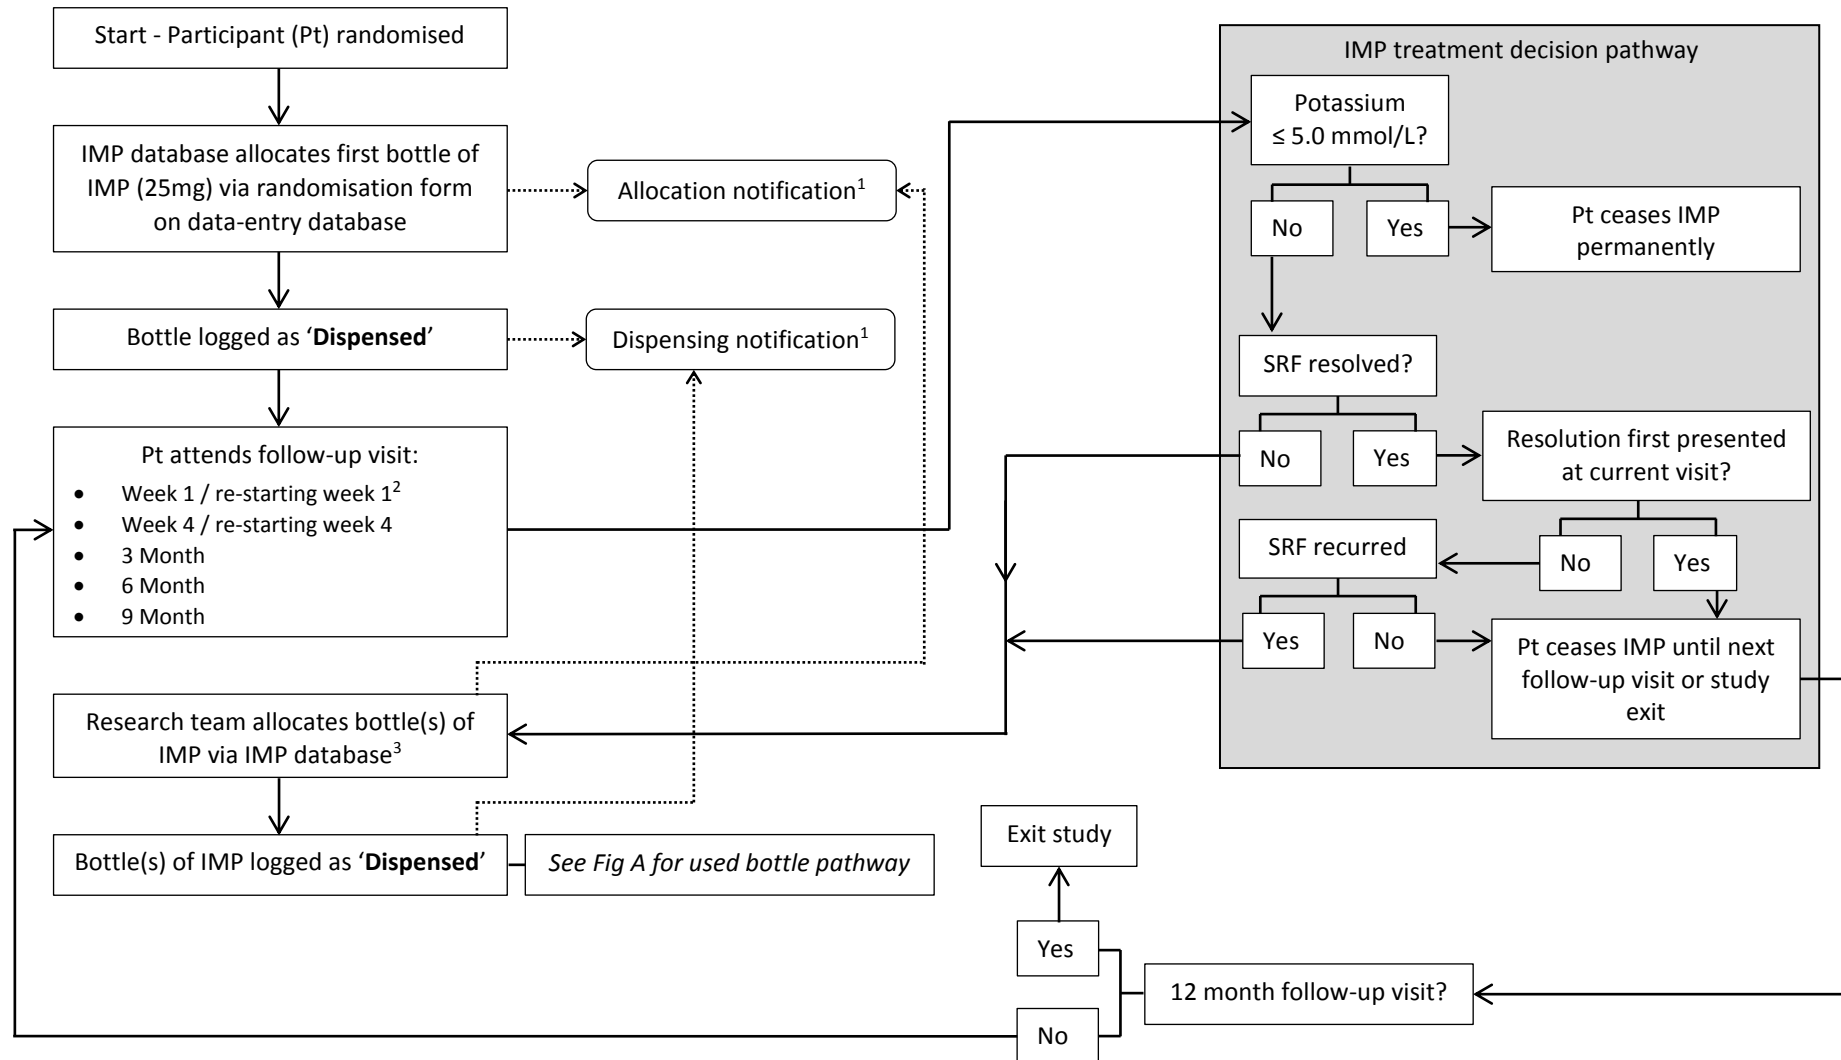 Start - Participant (Pt) randomised
IMP database allocates first bottle of
IMP (25mg) via randomisation form
on data-entry database
Allocation notification¹
Bottle logged as ‘Dispensed’
Dispensing notification¹
Pt attends follow-up visit:
• Week 1 / re-starting week 1²
• Week 4 / re-starting week 4
• 3 Month
• 6 Month
• 9 Month
Research team allocates bottle(s) of
IMP via IMP database³
Bottle(s) of IMP logged as ‘Dispensed’
See Fig A for used bottle pathway
IMP treatment decision pathway
Potassium
≤ 5.0 mmol/L?
No
Yes
Pt ceases IMP
permanently
SRF resolved?
No
Yes
Resolution first presented
at current visit?
No
Yes
SRF recurred
Yes
No
Pt ceases IMP until next
follow-up visit or study
exit
12 month follow-up visit?
Yes
No
Exit study